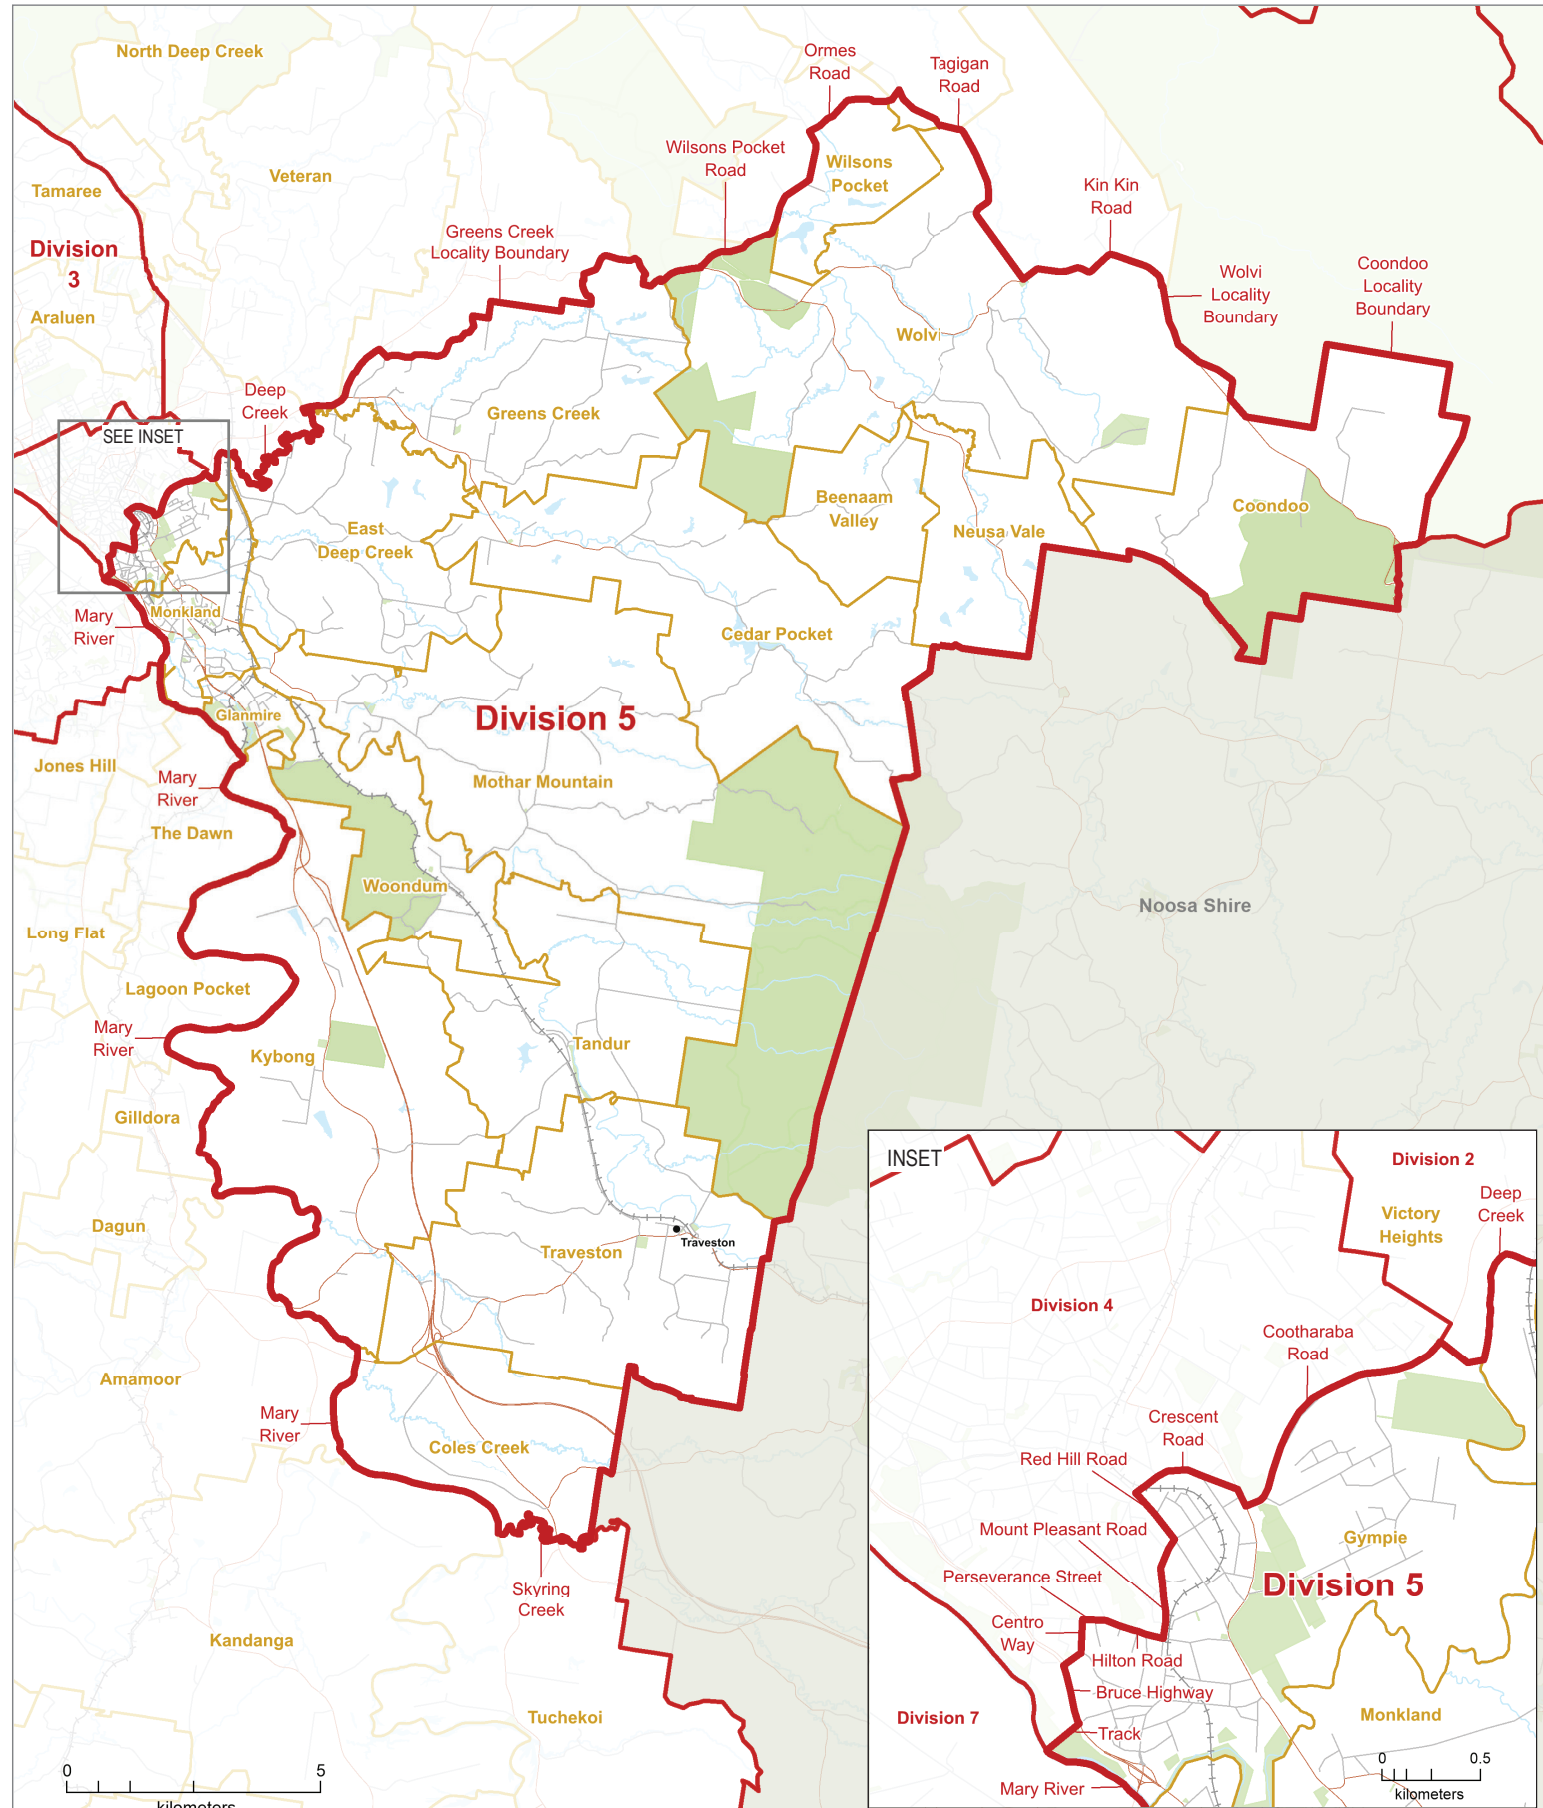 North Deep Creek
Ormes
Road
Tagigan
Road
Wilsons Pocket
Road
Wilsons
Pocket
Veteran
Tamaree
Kin Kin
Road
Division
3
Greens Creek
Locality Boundary
Wolvi
Locality
Boundary
Coondoo
Locality
Boundary
Araluen
Wolvi
Deep
Creek
Greens Creek
SEE INSET
Beenaam
Valley
Coondoo
East
Deep Creek
Neusa Vale
Monkland
Mary
River
Cedar Pocket
Glanmire
Division 5
Jones Hill
Mary
River
Mothar Mountain
The Dawn
Woondum
Noosa Shire
Long Flat
Lagoon Pocket
Mary
River
Kybong
Tandur
Gilldora
Dagun
Traveston
Traveston
Amamoor
Mary
River
Coles Creek
Skyring
Creek
Kandanga
Tuchekoi
0
5
kilometers
INSET
Division 2
Deep
Creek
Victory
Heights
Division 4
Cootharaba
Road
Crescent
Road
Red Hill Road
Mount Pleasant Road
Gympie
Perseverance Street
Division 5
Centro
Way
Hilton Road
Bruce Highway
Division 7
Track
Monkland
Mary River
0
0.5
kilometers